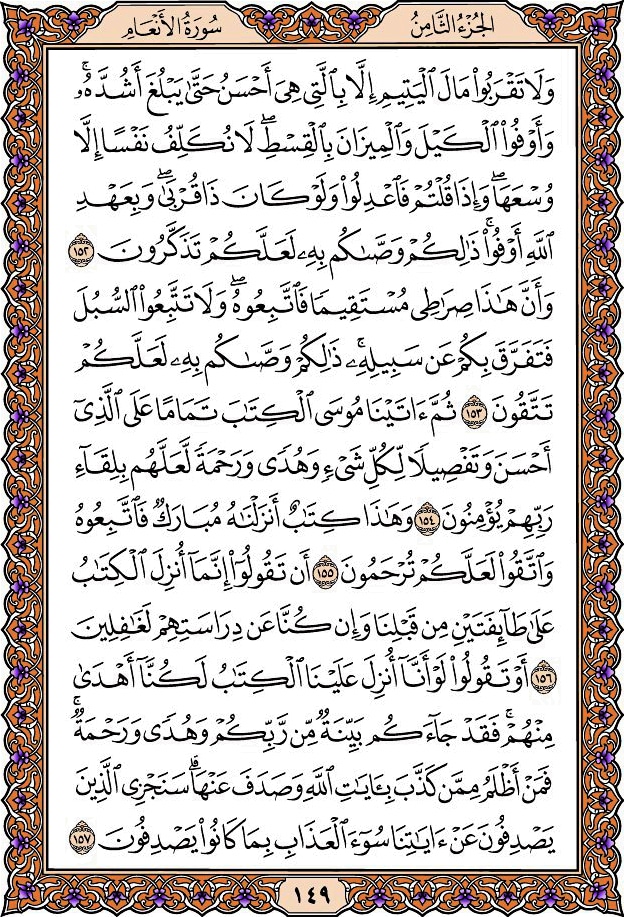 الجُزْءُ الثَّامِنُ
سُورَةُ الأَنْعَامِ
وَلَا تَقْرَبُوا۟ مَالَ ٱلْيَتِيمِ إِلَّا بِٱلَّتِى هِىَ أَحْسَنُ حَتَّىٰ يَبْلُغَ أَشُدَّهُۥ ۚ
وَأَوْفُوا۟ ٱلْكَيْلَ وَٱلْمِيزَانَ بِٱلْقِسْطِ ۖ لَا نُكَلِّفُ نَفْسًا إِلَّا
وُسْعَهَا ۖ وَإِذَا قُلْتُمْ فَٱعْدِلُوا۟ وَلَوْ كَانَ ذَا قُرْبَىٰ ۖ وَبِعَهْدِ
ٱللَّهِ أَوْفُوا۟ ۚ ذَٰلِكُمْ وَصَّىٰكُم بِهِۦ لَعَلَّكُمْ تَذَكَّرُونَ ١٥٢
وَأَنَّ هَـٰذَا صِرَٰطِى مُسْتَقِيمًا فَٱتَّبِعُوهُ ۖ وَلَا تَتَّبِعُوا۟ ٱلسُّبُلَ
فَتَفَرَّقَ بِكُمْ عَن سَبِيلِهِۦ ۚ ذَٰلِكُمْ وَصَّىٰكُم بِهِۦ لَعَلَّكُمْ
تَتَّقُونَ ١٥٣ ثُمَّ ءَاتَيْنَا مُوسَى ٱلْكِتَـٰبَ تَمَامًا عَلَى ٱلَّذِىٓ
أَحْسَنَ وَتَفْصِيلًا لِّكُلِّ شَىْءٍ وَهُدًى وَرَحْمَةً لَّعَلَّهُم بِلِقَآءِ
رَبِّهِمْ يُؤْمِنُونَ ١٥٤ وَهَـٰذَا كِتَـٰبٌ أَنزَلْنَـٰهُ مُبَارَكٌ فَٱتَّبِعُوهُ
وَٱتَّقُوا۟ لَعَلَّكُمْ تُرْحَمُونَ ١٥٥ أَن تَقُولُوٓا۟ إِنَّمَآ أُنزِلَ ٱلْكِتَـٰبُ
عَلَىٰ طَآئِفَتَيْنِ مِن قَبْلِنَا وَإِن كُنَّا عَن دِرَاسَتِهِمْ لَغَـٰفِلِينَ
١٥٦ أَوْ تَقُولُوا۟ لَوْ أَنَّآ أُنزِلَ عَلَيْنَا ٱلْكِتَـٰبُ لَكُنَّآ أَهْدَىٰ
مِنْهُمْ ۚ فَقَدْ جَآءَكُم بَيِّنَةٌ مِّن رَّبِّكُمْ وَهُدًى وَرَحْمَةٌ ۚ
فَمَنْ أَظْلَمُ مِمَّن كَذَّبَ بِـَٔايَـٰتِ ٱللَّهِ وَصَدَفَ عَنْهَا ۗ سَنَجْزِى ٱلَّذِينَ
يَصْدِفُونَ عَنْ ءَايَـٰتِنَا سُوٓءَ ٱلْعَذَابِ بِمَا كَانُوا۟ يَصْدِفُونَ ١٥٧
١٤٩